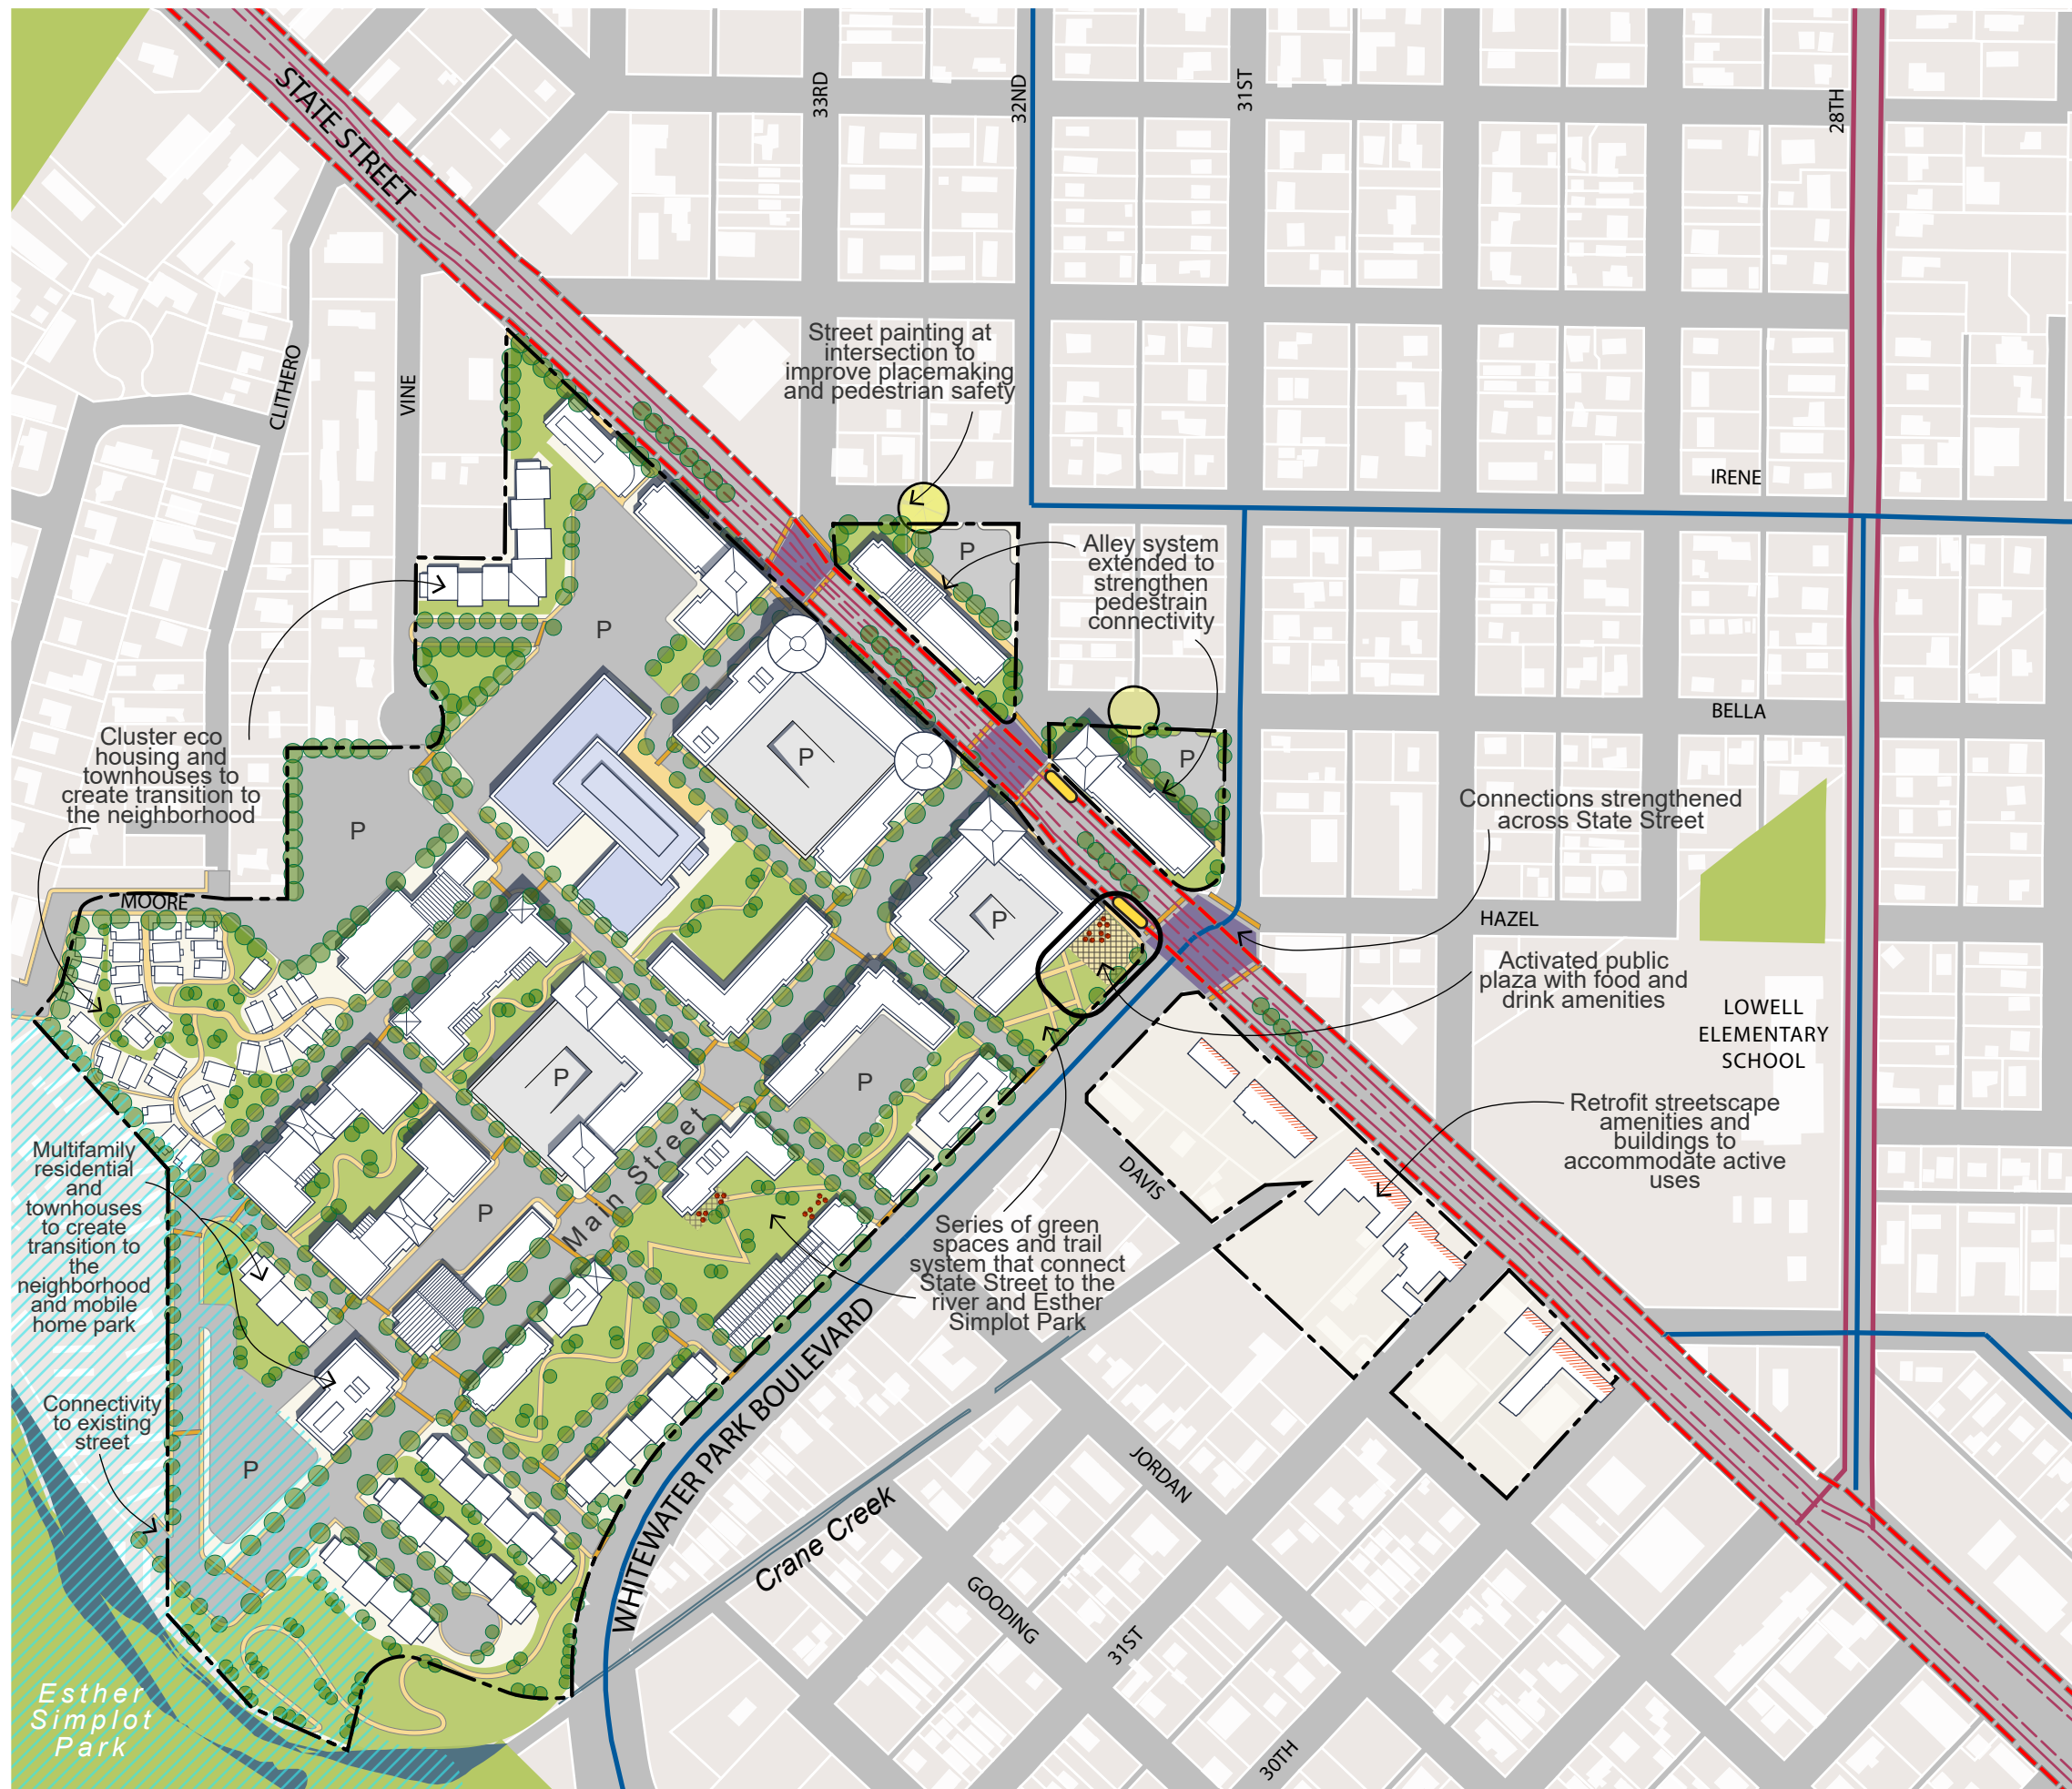 STATE STREET
33RD
32ND
31ST
28TH
CLITHERO
VINE
Street painting at
intersection to
improve placemaking
and pedestrian safety
IRENE
P
Alley system
extended to
strengthen
pedestrain
connectivity
P
BELLA
P
P
Cluster eco
housing and
townhouses to
create transition to
the neighborhood
P
Connections strengthened
across State Street
MOORE
P
HAZEL
Activated public
plaza with food and
drink amenities
LOWELL
ELEMENTARY
SCHOOL
P
P
Main Street
Retrofit streetscape
amenities and
buildings to
accommodate active
uses
DAVIS
Multifamily
residential
and
townhouses
to create
transition to
the
neighborhood
and mobile
home park
P
Series of green
spaces and trail
system that connect
State Street to the
river and Esther
Simplot Park
Connectivity
to existing
street
P
WHITEWATER PARK BOULEVARD
Crane Creek
JORDAN
GOODING
31ST
30TH
Esther
Simplot
Park